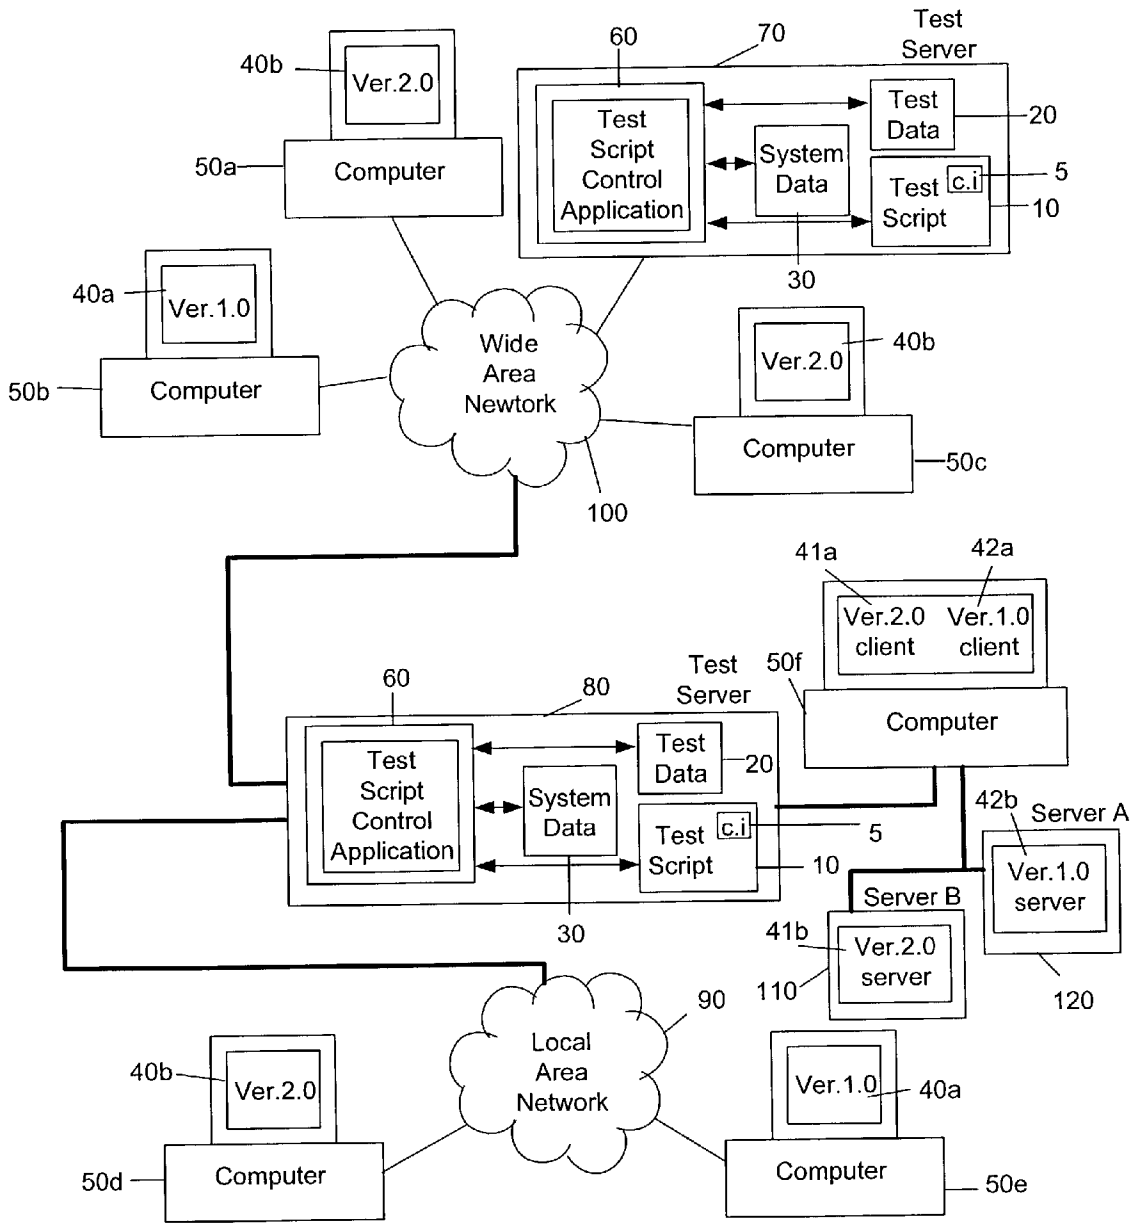 Test
Server
70
60
40b
Ver.2.0
50a
Computer
Test
Script
Control
Application
System
Data
30
Test
Data
20
Test
Script
c.i
5
10
40a
Ver.1.0
50b
Computer
Wide
Area
Newtork
100
40b
Ver.2.0
Computer
50c
41a
42a
Ver.2.0
client
Ver.1.0
client
50f
Computer
Test
Server
80
60
Test
Script
Control
Application
System
Data
30
Test
Data
20
Test
Script
c.i
5
10
Server A
42b
Ver.1.0
server
120
Server B
41b
Ver.2.0
server
110
Local
Area
Network
90
40b
Ver.2.0
50d
Computer
Ver.1.0
40a
Computer
50e